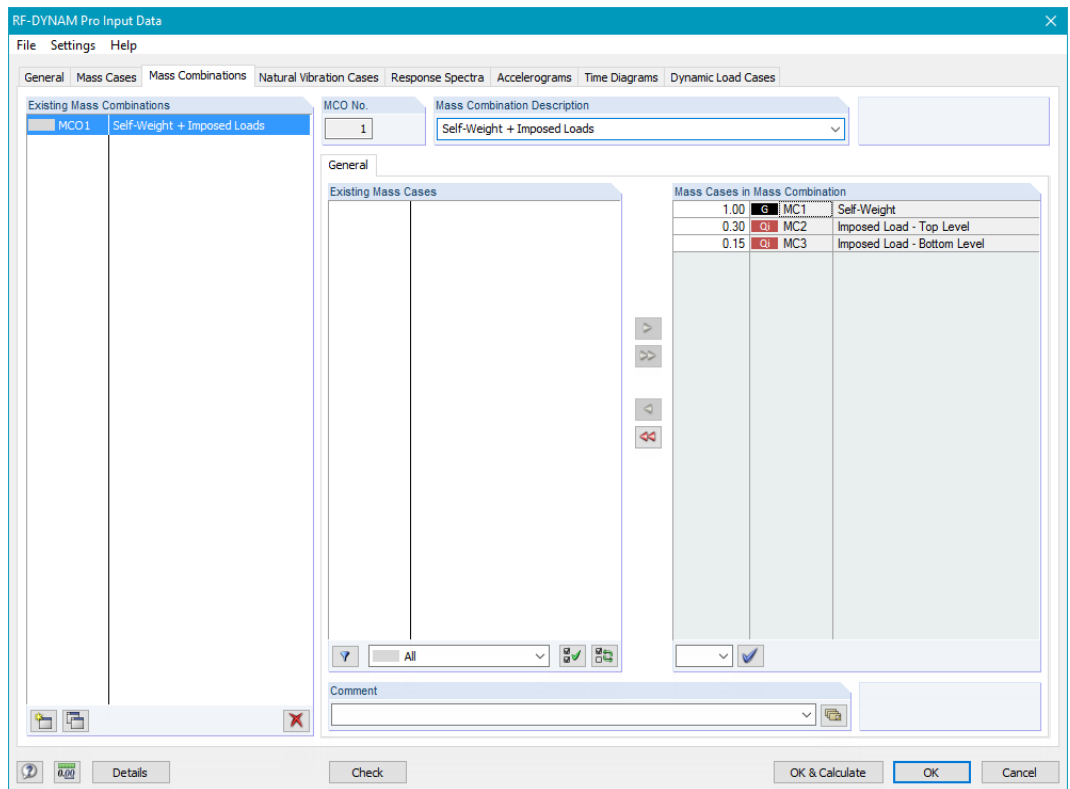 RF-DYNAM Pro Input Data
File Settings Help
General Mass Cases Mass Combinations Natural Vibration Cases Response Spectra Accelerograms Time Diagrams Dynamic Load Cases
Existing Mass Combinations
MCO1 Self-Weight + Imposed Loads
MCO No.
1
Mass Combination Description
Self-Weight + Imposed Loads
General
Existing Mass Cases
All
Mass Cases in Mass Combination
1.00 G MC1 Self-Weight
0.30 Qi MC2 Imposed Load - Top Level
0.15 Qi MC3 Imposed Load - Bottom Level
> 
>>
<
<<
Comment
0.00 Details Check OK & Calculate OK Cancel